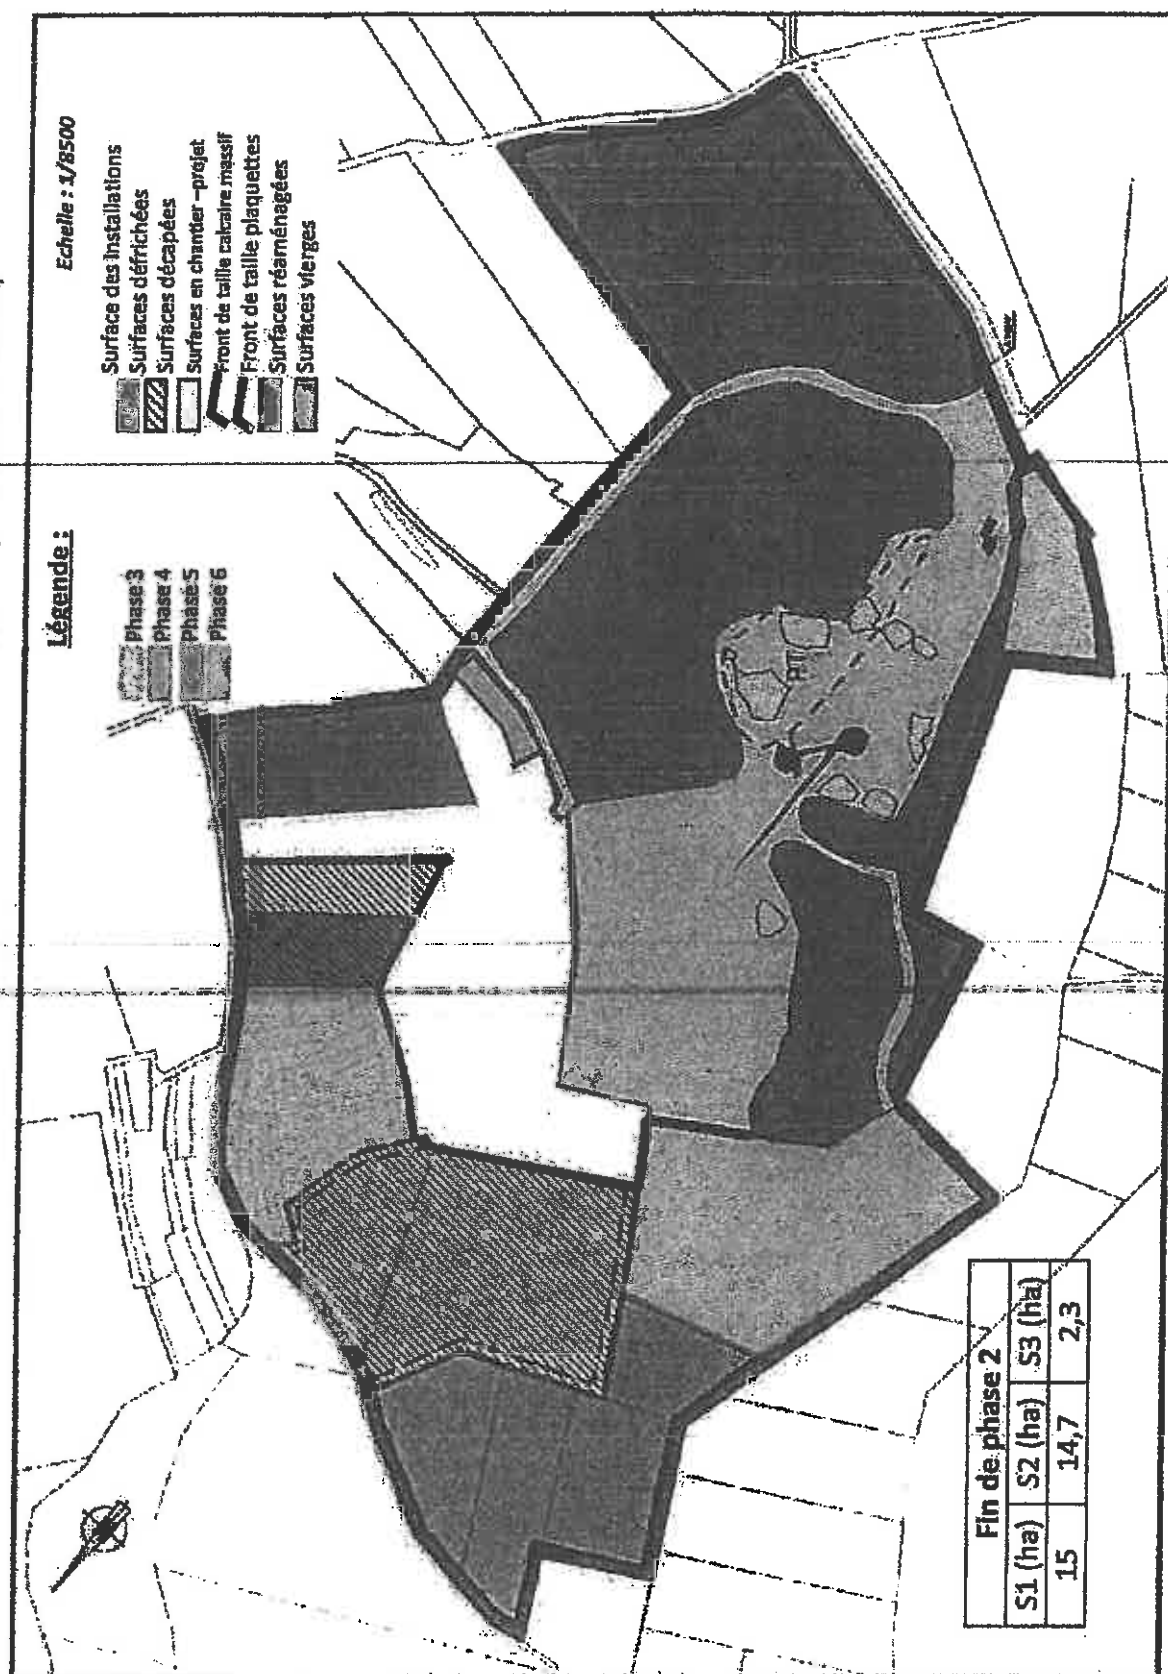 Echelle : 1/8500
Légende :
Surface des installations
Surfaces défrichées
Surfaces décapées
Surfaces en chantier –projet
Front de taille calcaire massif
Front de taille plaquettes
Surfaces réaménagées
Surfaces vierges
Phase 3
Phase 4
Phase 5
Phase 6
Fin de phase 2
S1 (ha) S2 (ha) S3 (ha)
15 14,7 2,3